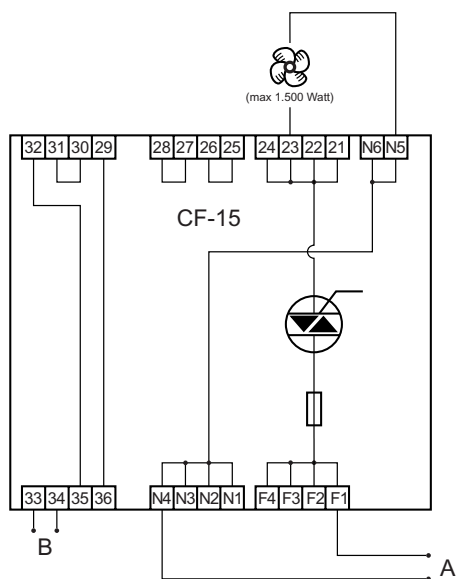 (max 1.500 Watt)
32 31 30 29 28 27 26 25 24 23 22 21 N6 N5
CF-15
33 34 35 36 N4 N3 N2 N1 F4 F3 F2 F1
B
A